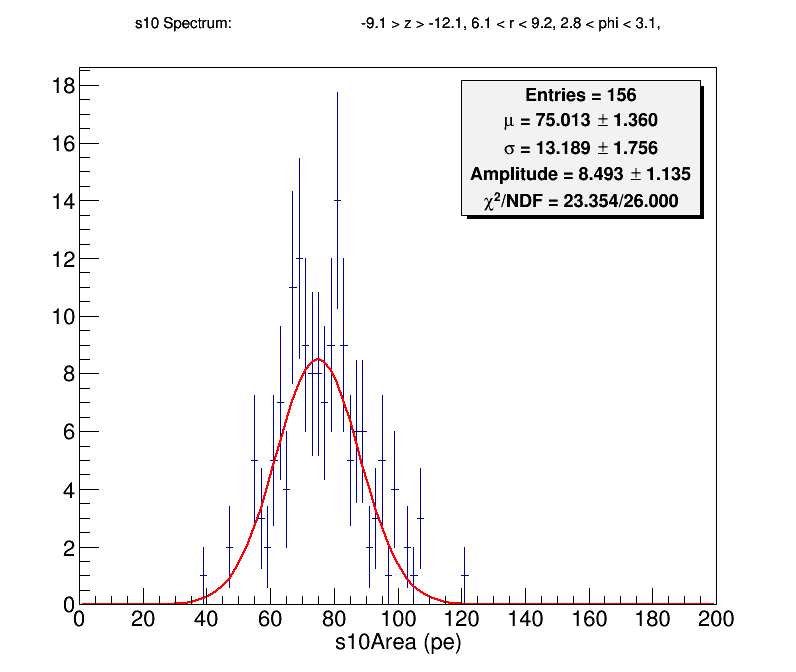 s10 Spectrum: -9.1 > z > -12.1, 6.1 < r < 9.2, 2.8 < phi < 3.1,
Entries = 156
μ = 75.013 ± 1.360
σ = 13.189 ± 1.756
Amplitude = 8.493 ± 1.135
χ²/NDF = 23.354/26.000
18
16
14
12
10
8
6
4
2
0
0 20 40 60 80 100 120 140 160 180 200
s10Area (pe)